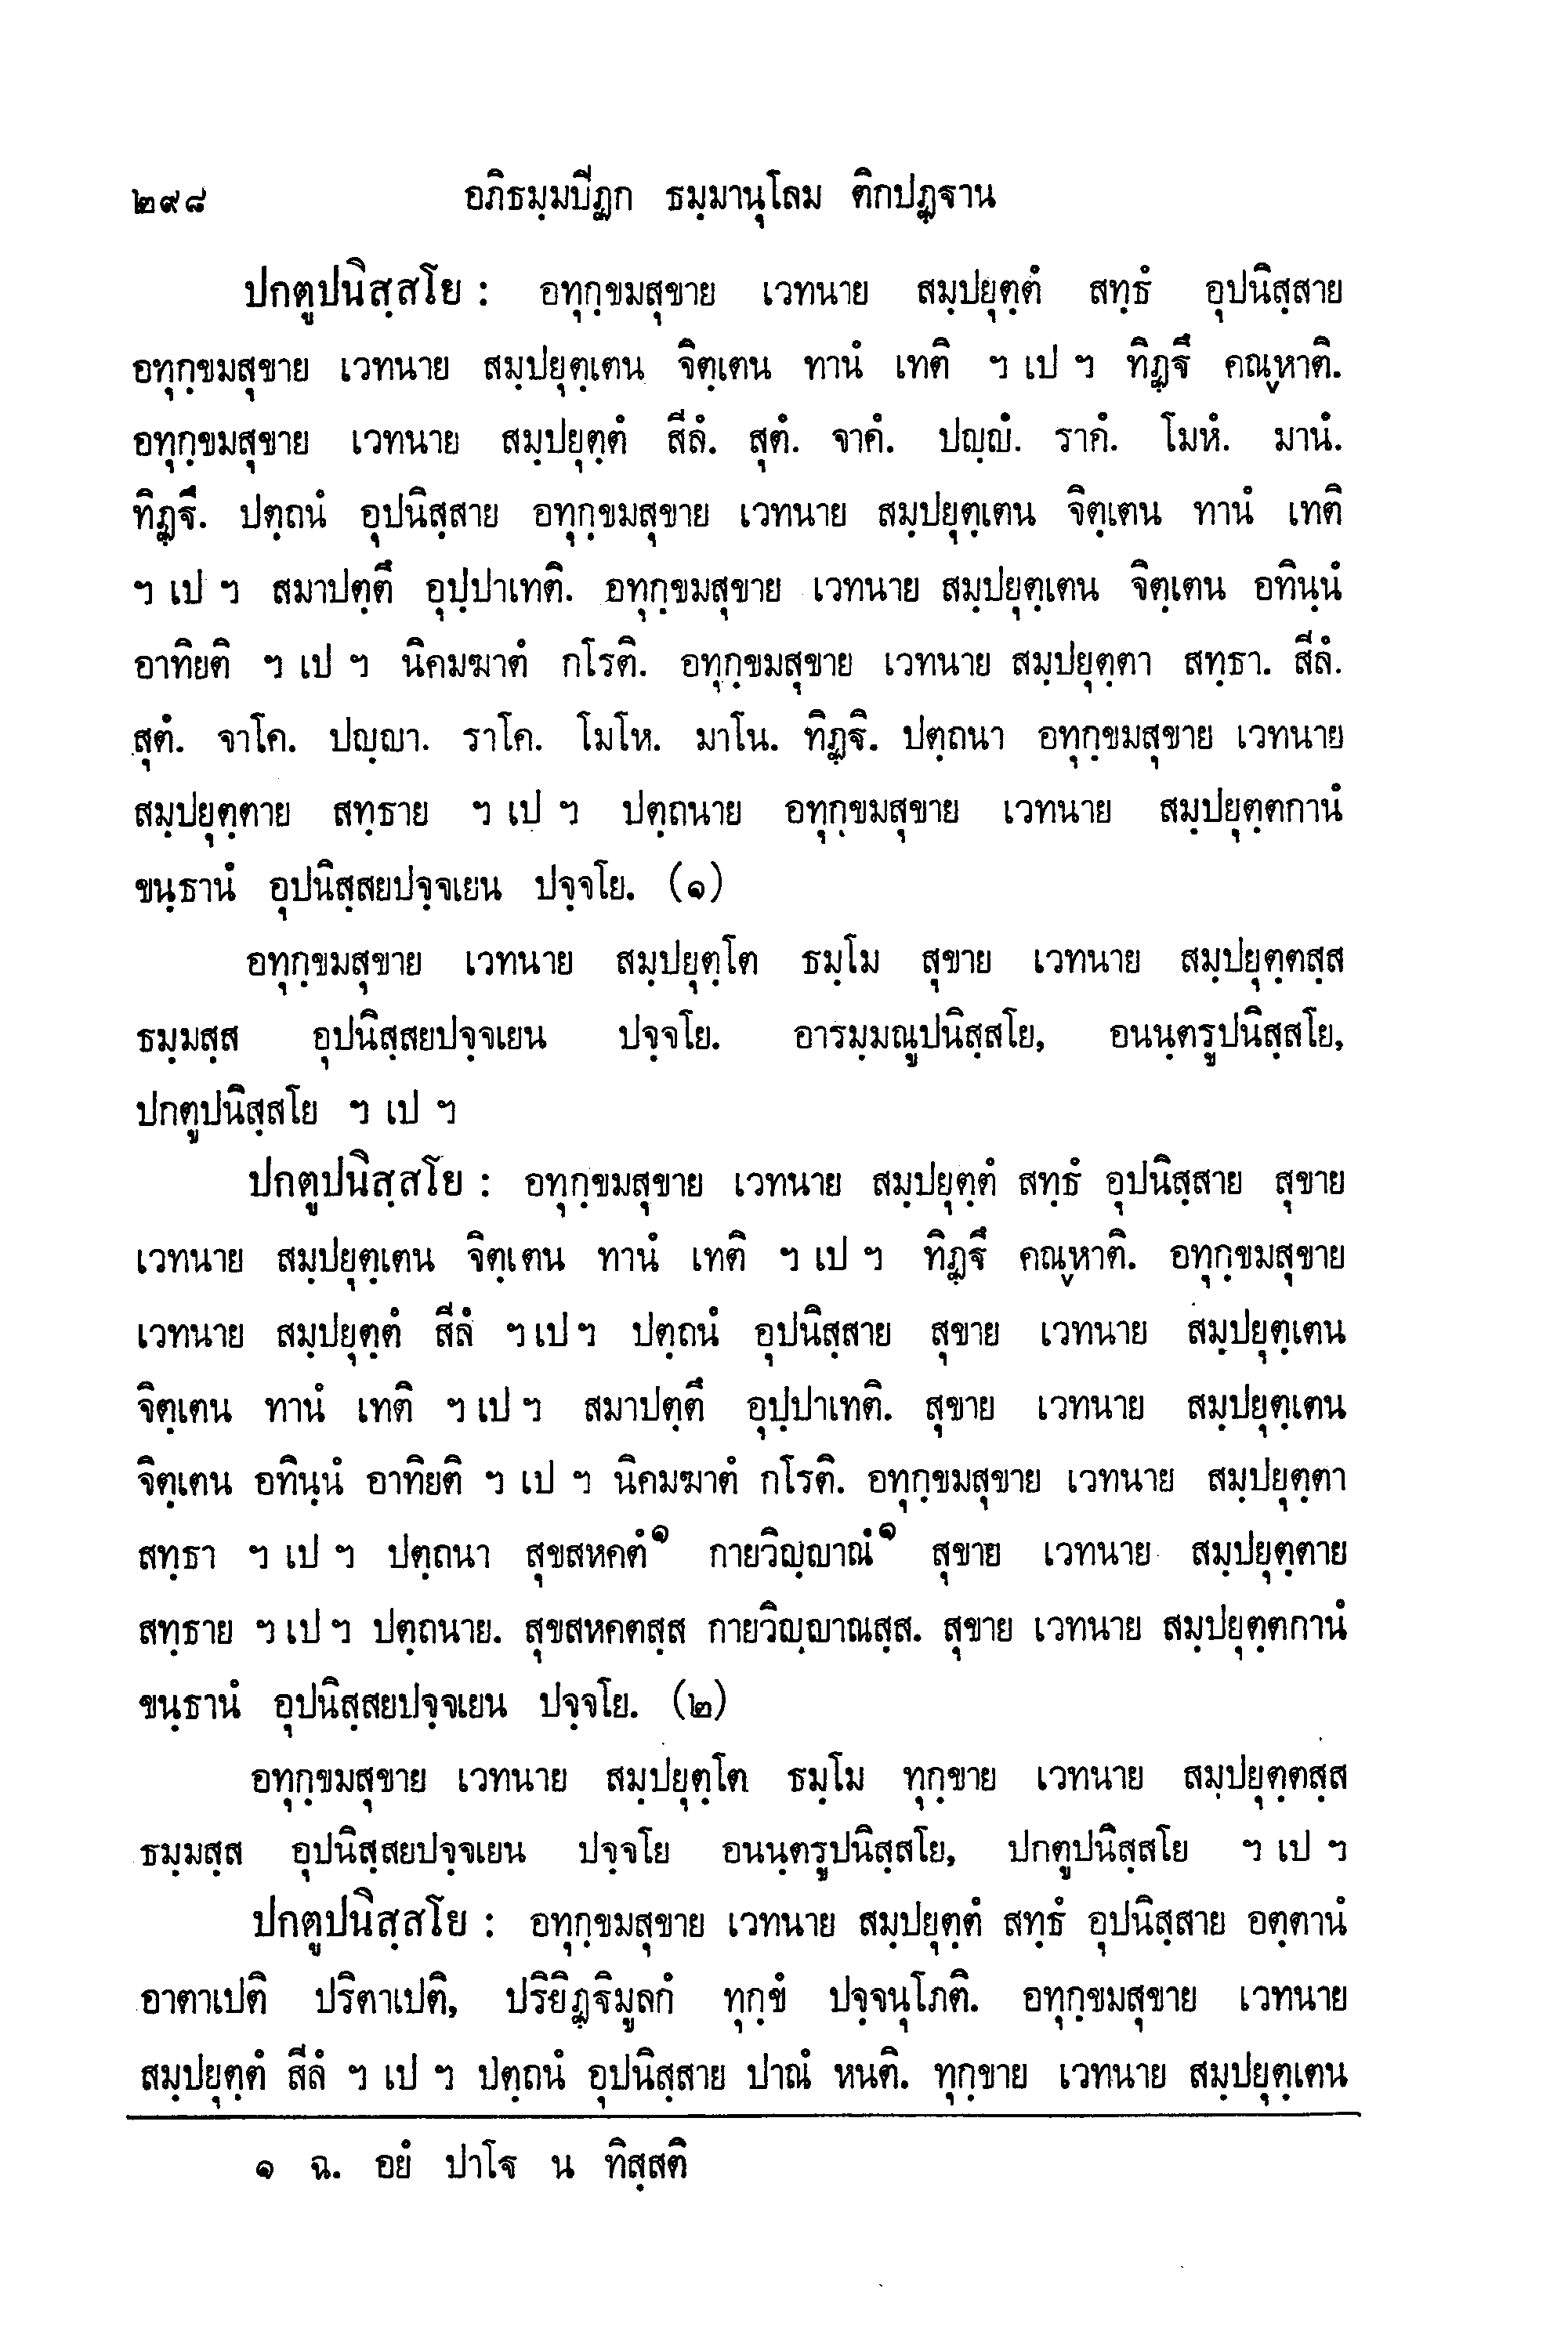 ๒๙๘ อภิธมฺมปีฏก ธมฺมานุโลม ติกปฏฺฐาน
ปกตูปนิสฺสโย : อทุกฺขมสุขาย เวทนาย สมฺปยุตฺตํ สทฺธํ อุปนิสฺสาย
อทุกฺขมสุขาย เวทนาย สมฺปยุตฺเตน จิตฺเตน ทานํ เทติ ฯ เป ฯ ทิฏฺฐึ คณฺหาติ.
อทุกฺขมสุขาย เวทนาย สมฺปยุตฺตํ สีลํ. สุตํ. จาคํ. ปญฺญํ. ราคํ. โมหํ. มานํ.
ทิฏฺฐึ. ปตฺถนํ อุปนิสฺสาย อทุกฺขมสุขาย เวทนาย สมฺปยุตฺเตน จิตฺเตน ทานํ เทติ
ฯ เป ฯ สมาปตฺตึ อุปฺปาเทติ. อทุกฺขมสุขาย เวทนาย สมฺปยุตฺเตน จิตฺเตน อทินฺนํ
อาทิยติ ฯ เป ฯ นิคมฆาตํ กโรติ. อทุกฺขมสุขาย เวทนาย สมฺปยุตฺตา สทฺธา. สีลํ.
สุตํ. จาโค. ปญฺญา. ราโค. โมโห. มาโน. ทิฏฺฐิ. ปตฺถนา อทุกฺขมสุขาย เวทนาย
สมฺปยุตฺตาย สทฺธาย ฯ เป ฯ ปตฺถนาย อทุกฺขมสุขาย เวทนาย สมฺปยุตฺตกานํ
ขนฺธานํ อุปนิสฺสยปจฺจเยน ปจฺจโย. (๑)
อทุกฺขมสุขาย เวทนาย สมฺปยุตฺโต ธมฺโม สุขาย เวทนาย สมฺปยุตฺตสฺส
ธมฺมสฺส อุปนิสฺสยปจฺจเยน ปจฺจโย. อารมฺมณูปนิสฺสโย, อนนฺตรูปนิสฺสโย,
ปกตูปนิสฺสโย ฯ เป ฯ
ปกตูปนิสฺสโย : อทุกฺขมสุขาย เวทนาย สมฺปยุตฺตํ สทฺธํ อุปนิสฺสาย สุขาย
เวทนาย สมฺปยุตฺเตน จิตฺเตน ทานํ เทติ ฯ เป ฯ ทิฏฺฐึ คณฺหาติ. อทุกฺขมสุขาย
เวทนาย สมฺปยุตฺตํ สีลํ ฯ เป ฯ ปตฺถนํ อุปนิสฺสาย สุขาย เวทนาย สมฺปยุตฺเตน
จิตฺเตน ทานํ เทติ ฯ เป ฯ สมาปตฺตึ อุปฺปาเทติ. สุขาย เวทนาย สมฺปยุตฺเตน
จิตฺเตน อทินฺนํ อาทิยติ ฯ เป ฯ นิคมฆาตํ กโรติ. อทุกฺขมสุขาย เวทนาย สมฺปยุตฺตา
สทฺธา ฯ เป ฯ ปตฺถนา สุขสหคตํ๑ กายวิญฺญาณํ๑ สุขาย เวทนาย สมฺปยุตฺตาย
สทฺธาย ฯ เป ฯ ปตฺถนาย. สุขสหคตสฺส กายวิญฺญาณสฺส. สุขาย เวทนาย สมฺปยุตฺตกานํ
ขนฺธานํ อุปนิสฺสยปจฺจเยน ปจฺจโย. (๒)
อทุกฺขมสุขาย เวทนาย สมฺปยุตฺโต ธมฺโม ทุกฺขาย เวทนาย สมฺปยุตฺตสฺส
ธมฺมสฺส อุปนิสฺสยปจฺจเยน ปจฺจโย อนนฺตรูปนิสฺสโย, ปกตูปนิสฺสโย ฯ เป ฯ
ปกตูปนิสฺสโย : อทุกฺขมสุขาย เวทนาย สมฺปยุตฺตํ สทฺธํ อุปนิสฺสาย อตฺตานํ
อาตาเปติ ปริตาเปติ, ปริยิฏฺฐิมูลกํ ทุกฺขํ ปจฺจนุโภติ. อทุกฺขมสุขาย เวทนาย
สมฺปยุตฺตํ สีลํ ฯ เป ฯ ปตฺถนํ อุปนิสฺสาย ปาณํ หนติ. ทุกฺขาย เวทนาย สมฺปยุตฺเตน
๑ ฉ. อยํ ปาโฐ น ทิสฺสติ